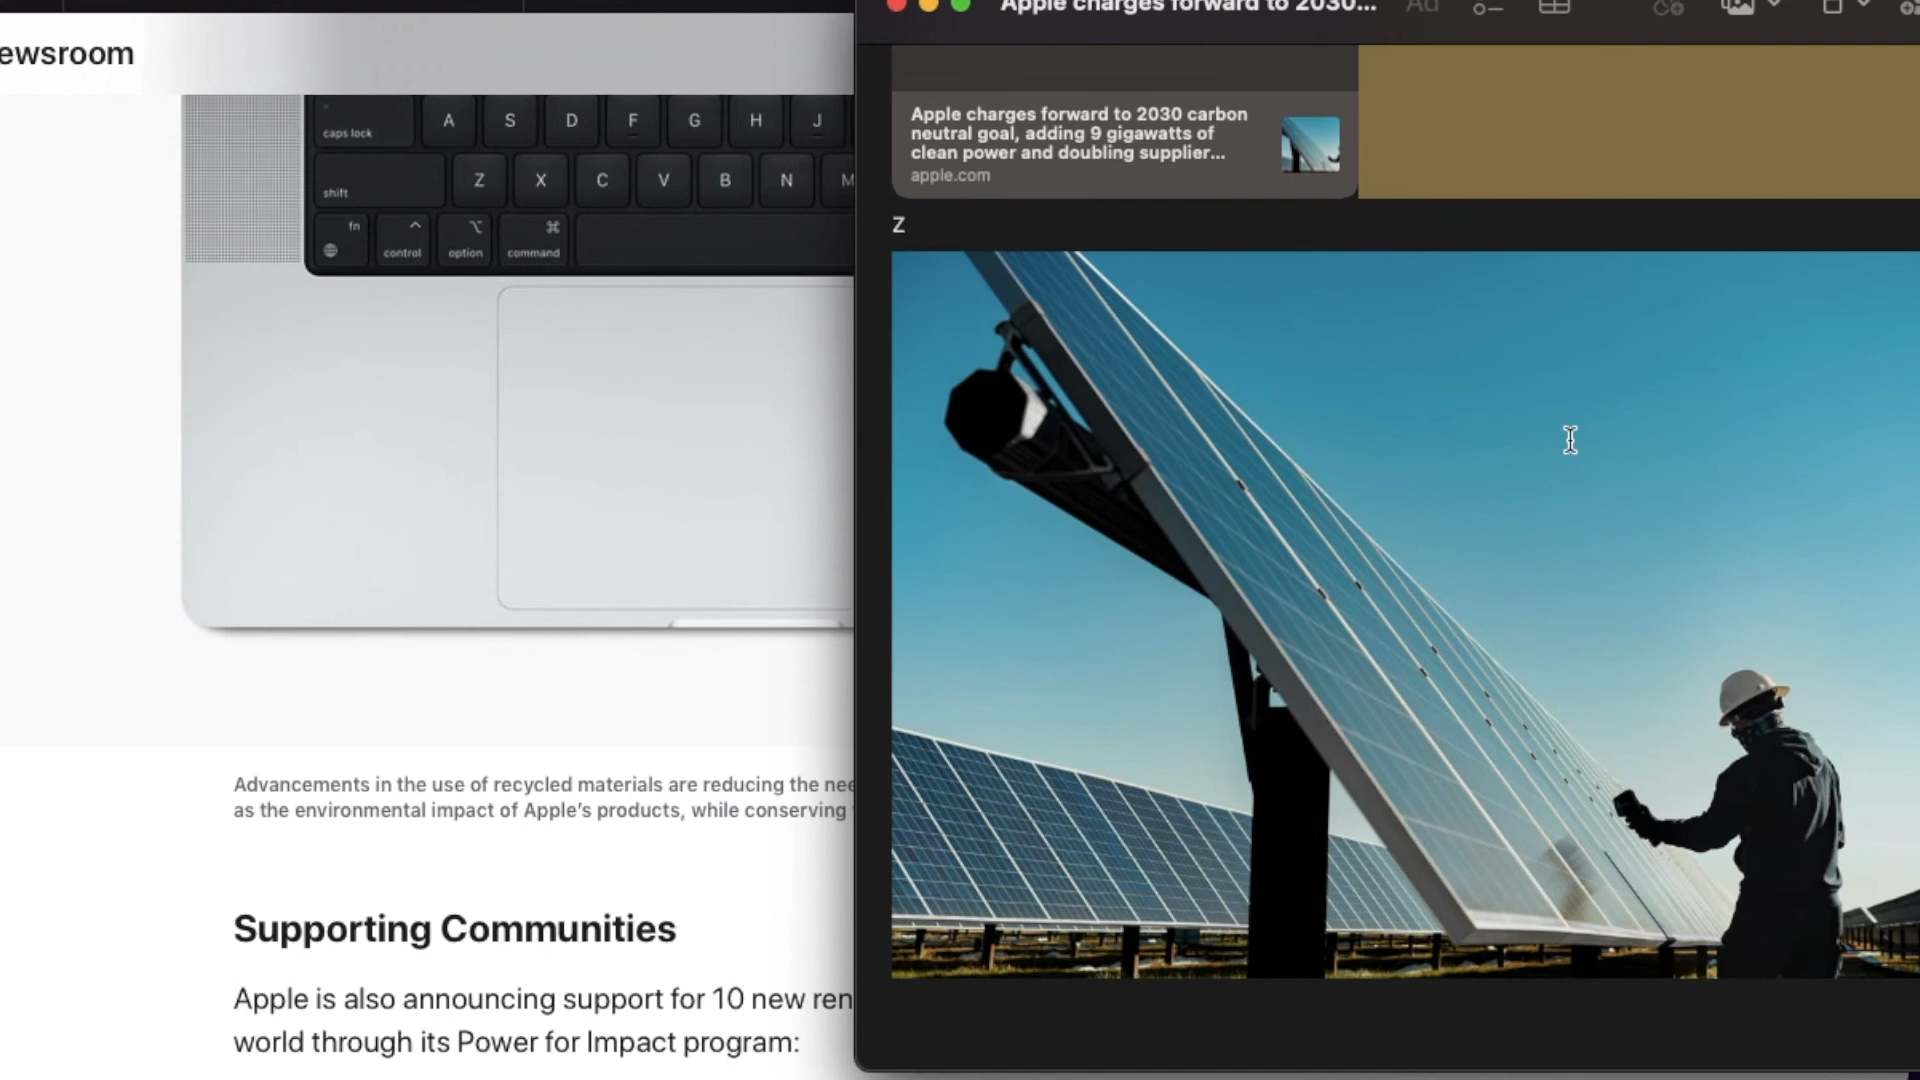 ewsroom
caps lock
A S D F G H J
shift
Z X C V B N M
fn
control
option
command
Advancements in the use of recycled materials are reducing the nee
as the environmental impact of Apple's products, while conserving
Supporting Communities
Apple is also announcing support for 10 new ren
world through its Power for Impact program:
Apple charges forward to 2030...
Aa
Apple charges forward to 2030 carbon
neutral goal, adding 9 gigawatts of
clean power and doubling supplier...
apple.com
Z